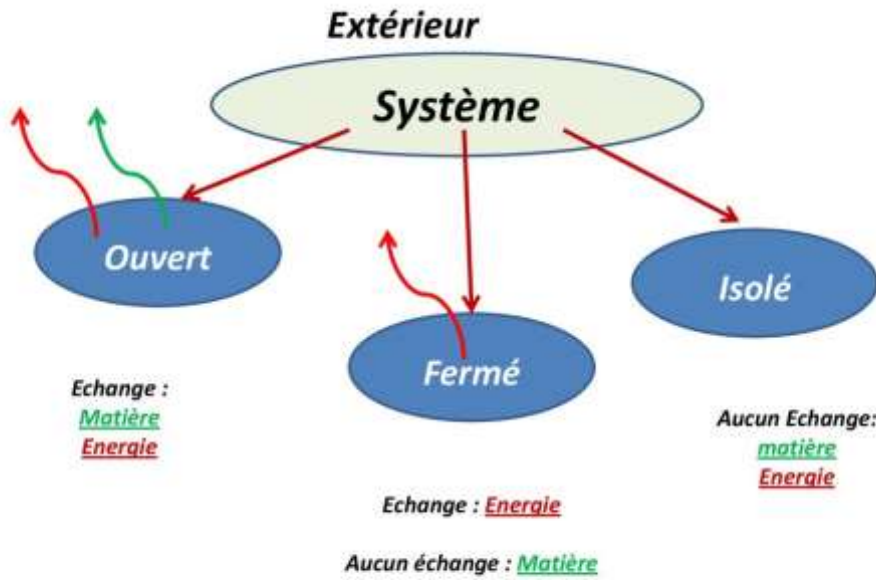 Extérieur
Système
Ouvert
Echange :
Matière
Energie
Fermé
Echange : Energie
Aucun échange : Matière
Isolé
Aucun Echange:
matière
Energie